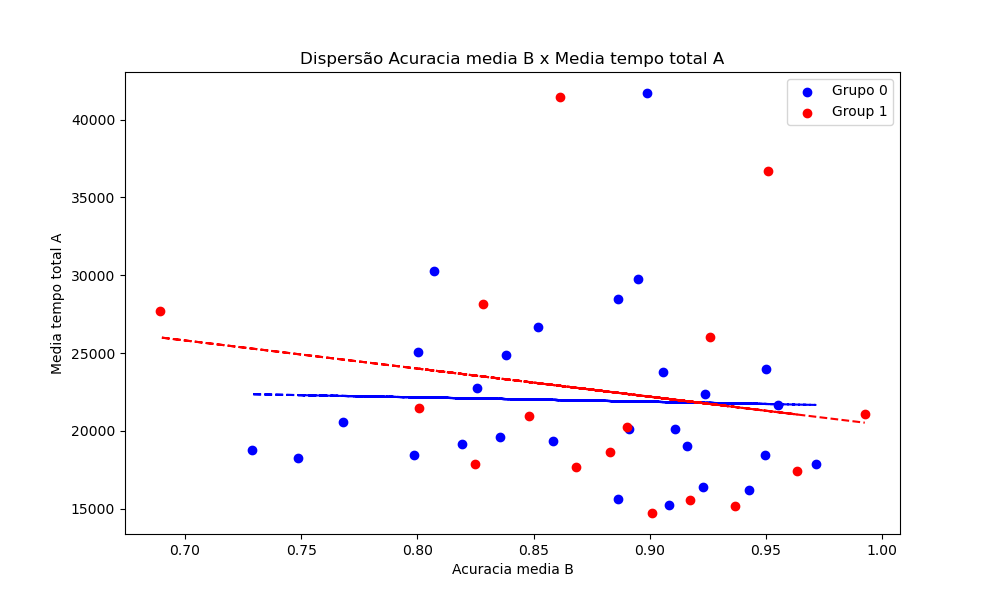 Dispersão Acuracia media B x Media tempo total A
Grupo 0
Group 1
Media tempo total A
40000
35000
30000
25000
20000
15000
0.70 0.75 0.80 0.85 0.90 0.95 1.00
Acuracia media B